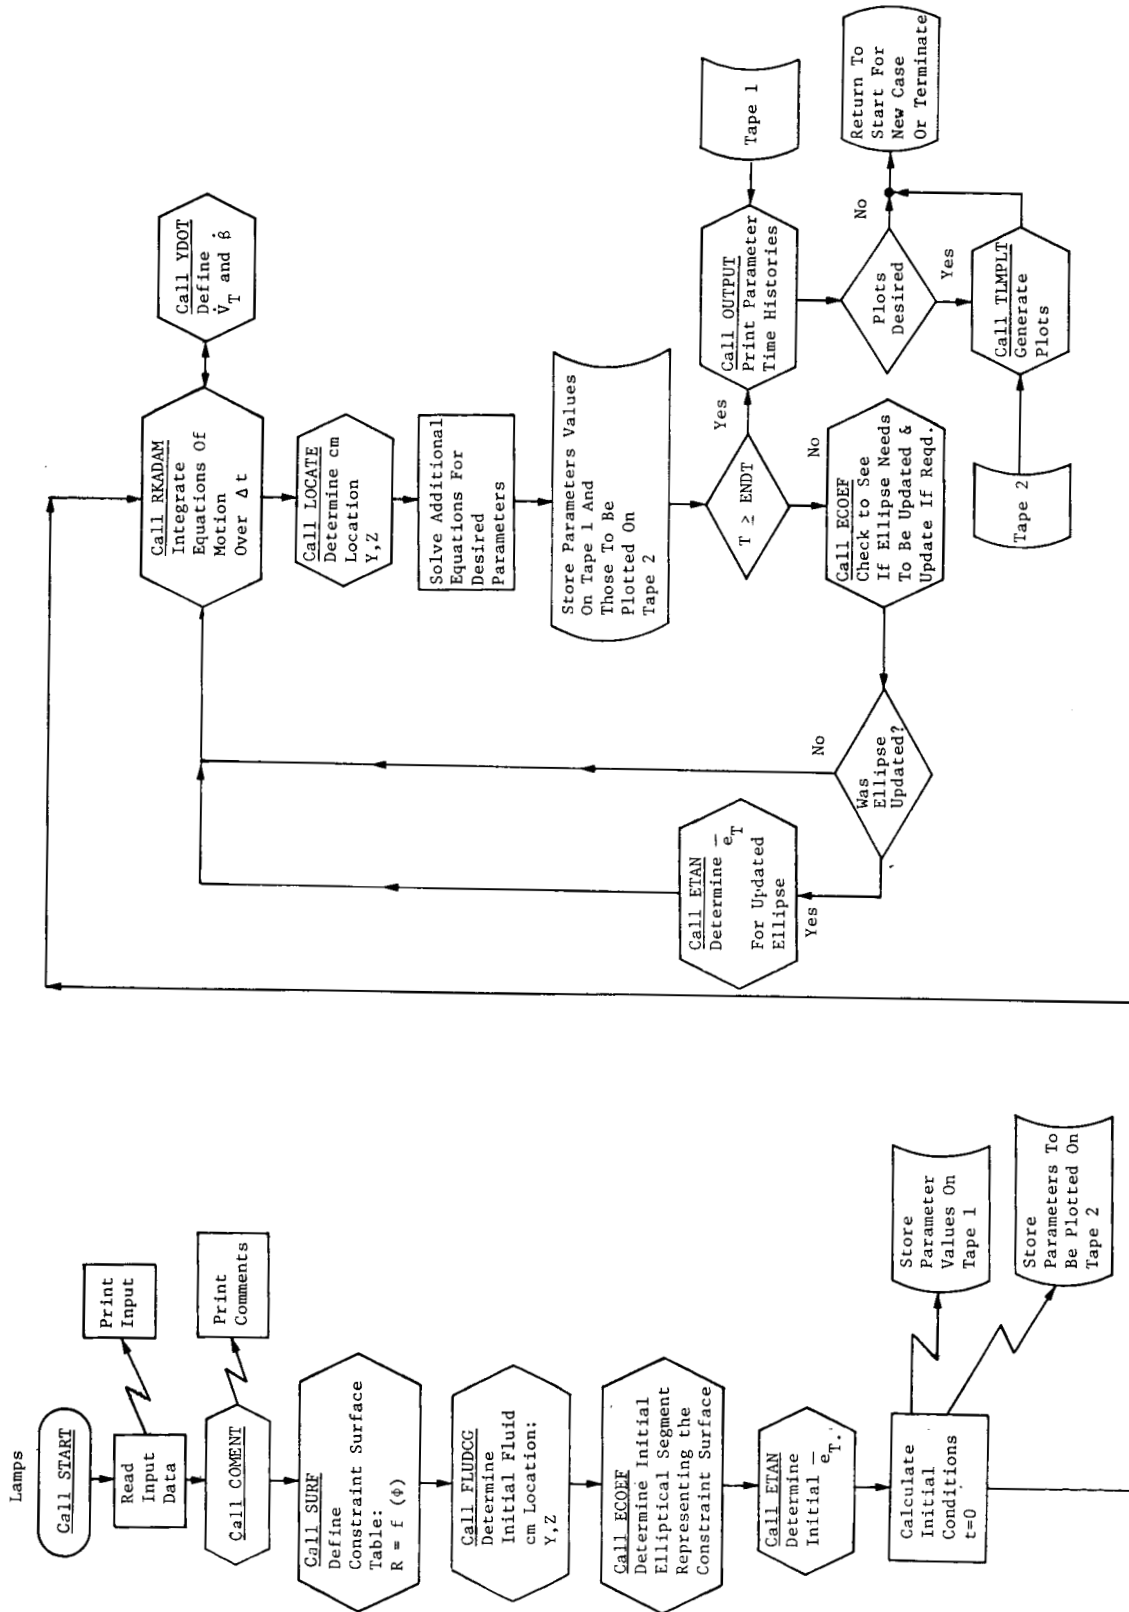 Lamps
Call START
Read
Input
Data
Print
Input
Call COMENT
Print
Comments
Call SURF
Define
Constraint Surface
Table:
R = f (Φ)
Call FLUDCG
Determine
Initial Fluid
cm Location:
Y,Z
Call ECOEF
Determine Initial
Elliptical Segment
Representing the
Constraint Surface
Call ETAN
Determine
Initial e̅T.
Calculate
Initial
Conditions
t=0
Store
Parameter
Values On
Tape 1
Store
Parameters To
Be Plotted On
Tape 2
Call RKADAM
Integrate
Equations Of
Motion
Over Δ t
Call YDOT
Define
V̇T and β̇
Call LOCATE
Determine cm
Location
Y,Z
Solve Additional
Equations For
Desired
Parameters
Store Parameters Values
On Tape 1 And
Those To Be
Plotted On
Tape 2
T ≥ ENDT
Yes
No
Call OUTPUT
Print Parameter
Time Histories
Tape 1
Plots
Desired
No
Yes
Return To
Start For
New Case
Or Terminate
Call TLMPLT
Generate
Plots
Tape 2
Call ECOEF
Check to See
If Ellipse Needs
To Be Updated &
Update If Reqd.
Was
Ellipse
Updated?
No
Yes
Call ETAN
Determine e̅T
For Updated
Ellipse